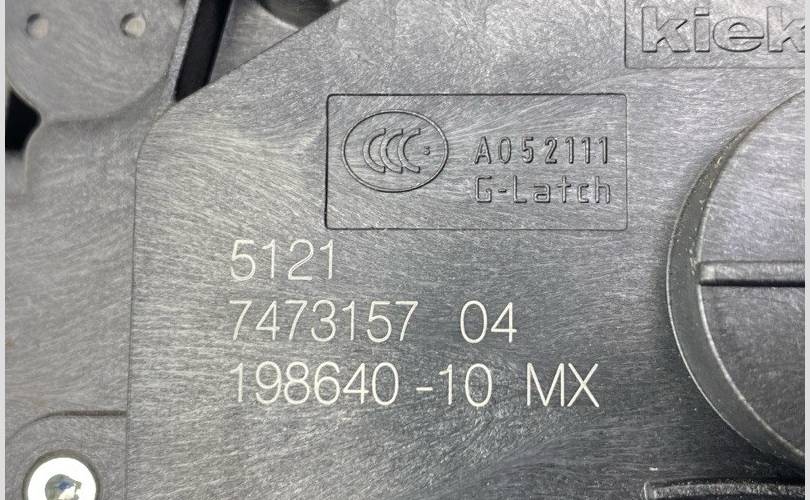 kiek
CCC S
A052111
G-Latch
5121
7473157 04
198640-10 MX